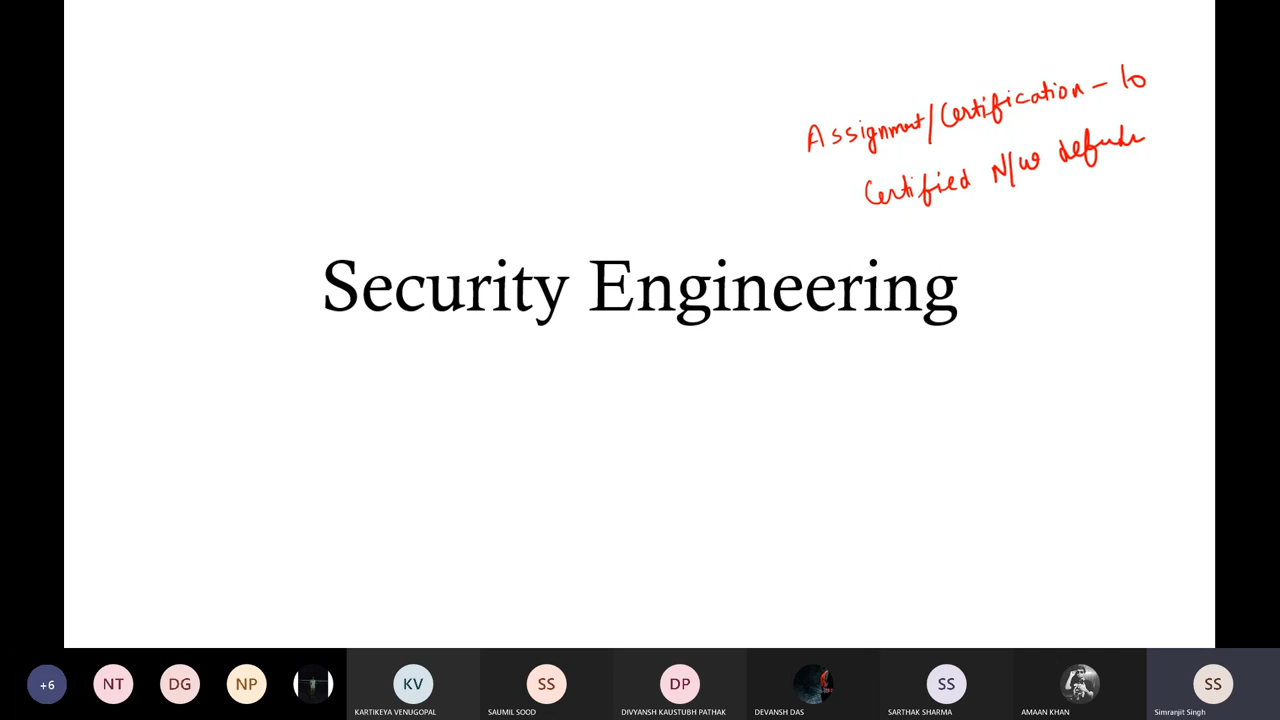 Assignment/Certification - 10
Certified N/W defender
Security Engineering
+6
NT
DG
NP
KV
KARTIKEYA VENUGOPAL
SS
SAUMIL SOOD
DP
DIVYANSH KAUSTUBH PATHAK
DEVANSH DAS
SS
SARTHAK SHARMA
AMAAN KHAN
SS
Simranjit Singh